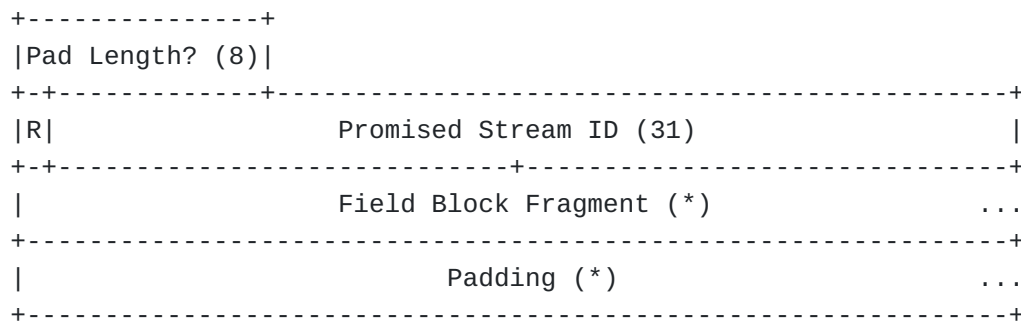 +---------------+
|Pad Length? (8)|
+-+-------------+-----------------------------------------------+
|R|                  Promised Stream ID (31)                    |
+-+-----------------------------+-------------------------------+
|                    Field Block Fragment (*)                 ...
+---------------------------------------------------------------+
|                           Padding (*)                       ...
+---------------------------------------------------------------+